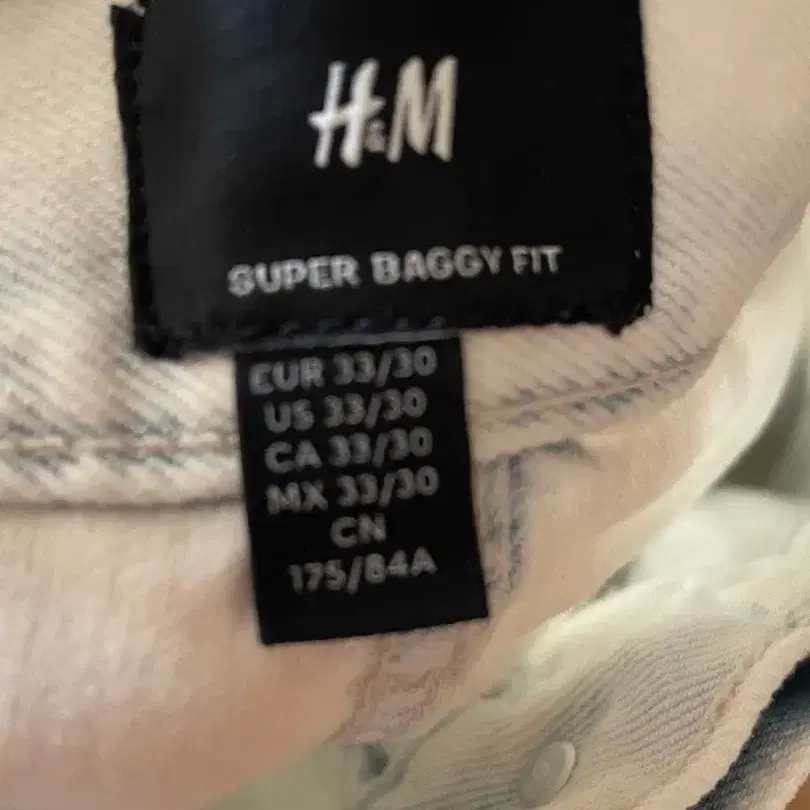 H&M
SUPER BAGGY FIT
EUR 33/30
US 33/30
CA 33/30
MX 33/30
CN
175/84A